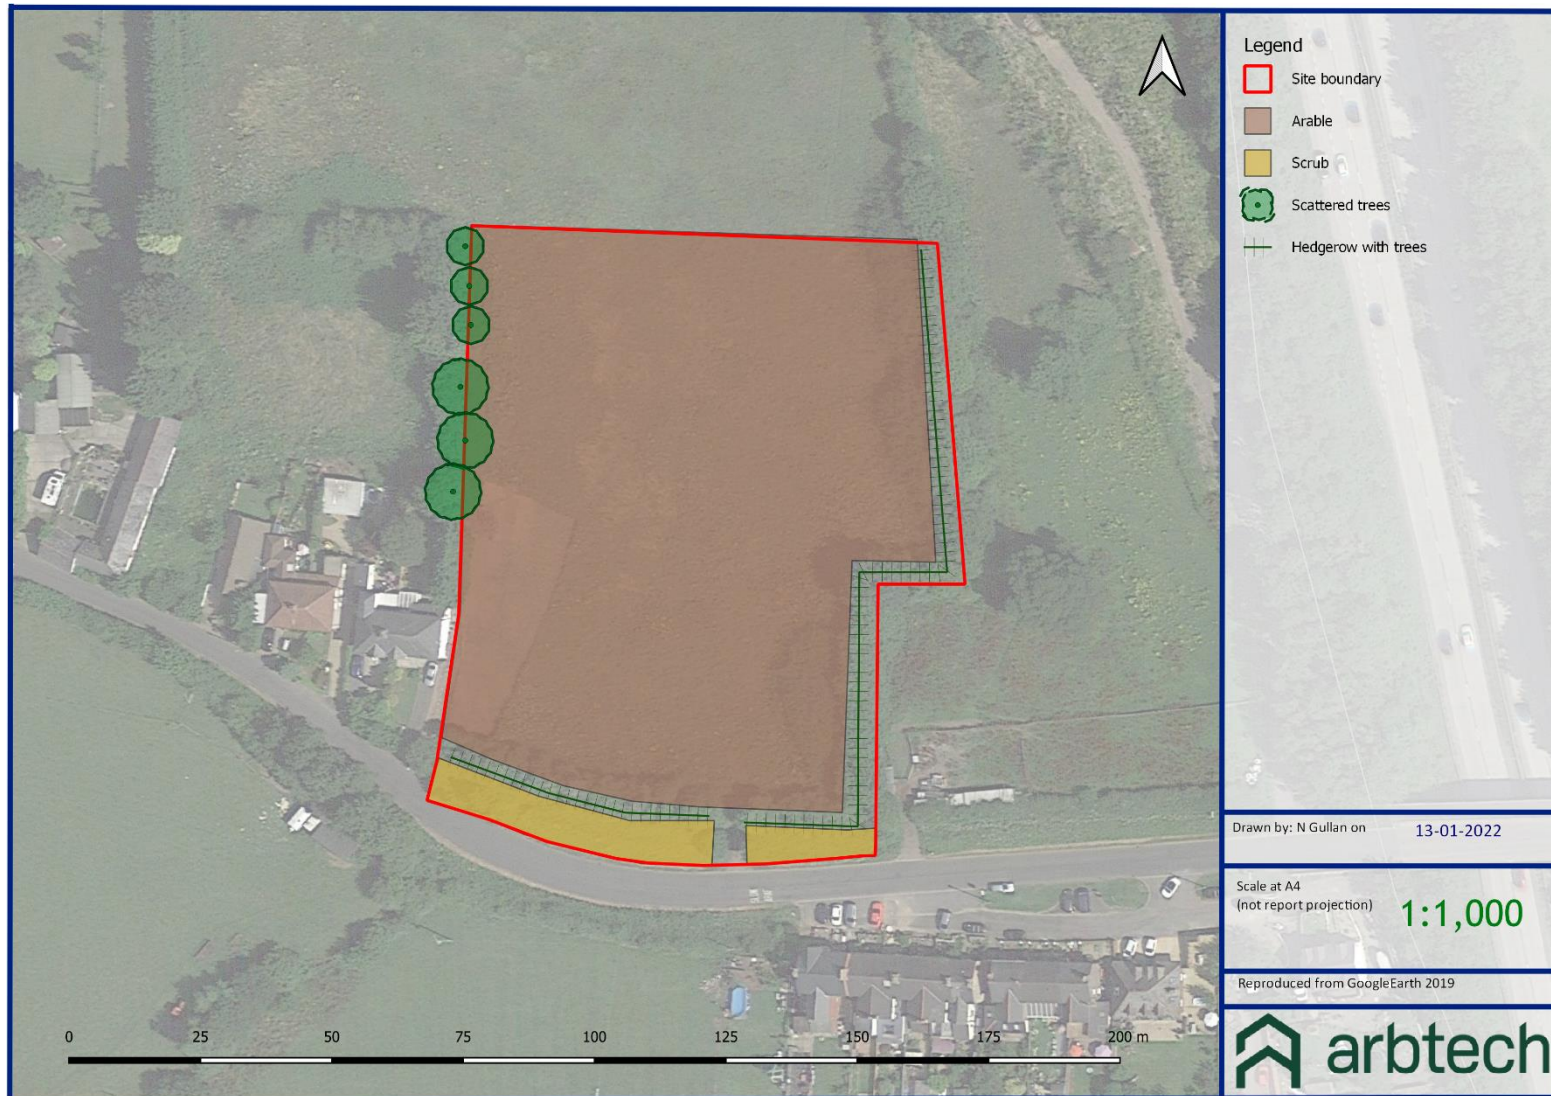 Legend
Site boundary
Arable
Scrub
Scattered trees
Hedgerow with trees
Drawn by: N Gullan on 13-01-2022
Scale at A4
(not report projection) 1:1,000
Reproduced from GoogleEarth 2019
arbtech
0 25 50 75 100 125 150 175 200 m